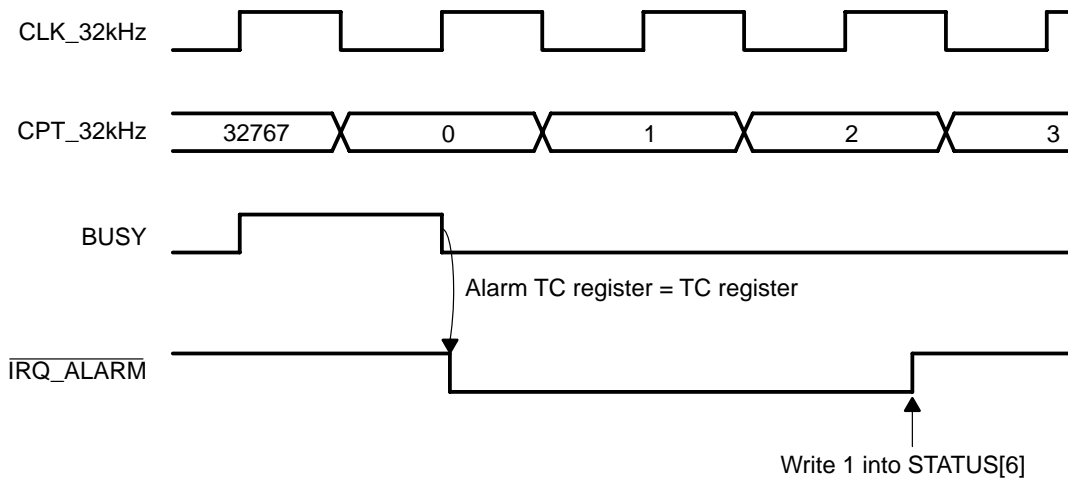 CLK_32kHz
CPT_32kHz
32767
0
1
2
3
BUSY
Alarm TC register = TC register
IRQ_ALARM
Write 1 into STATUS[6]